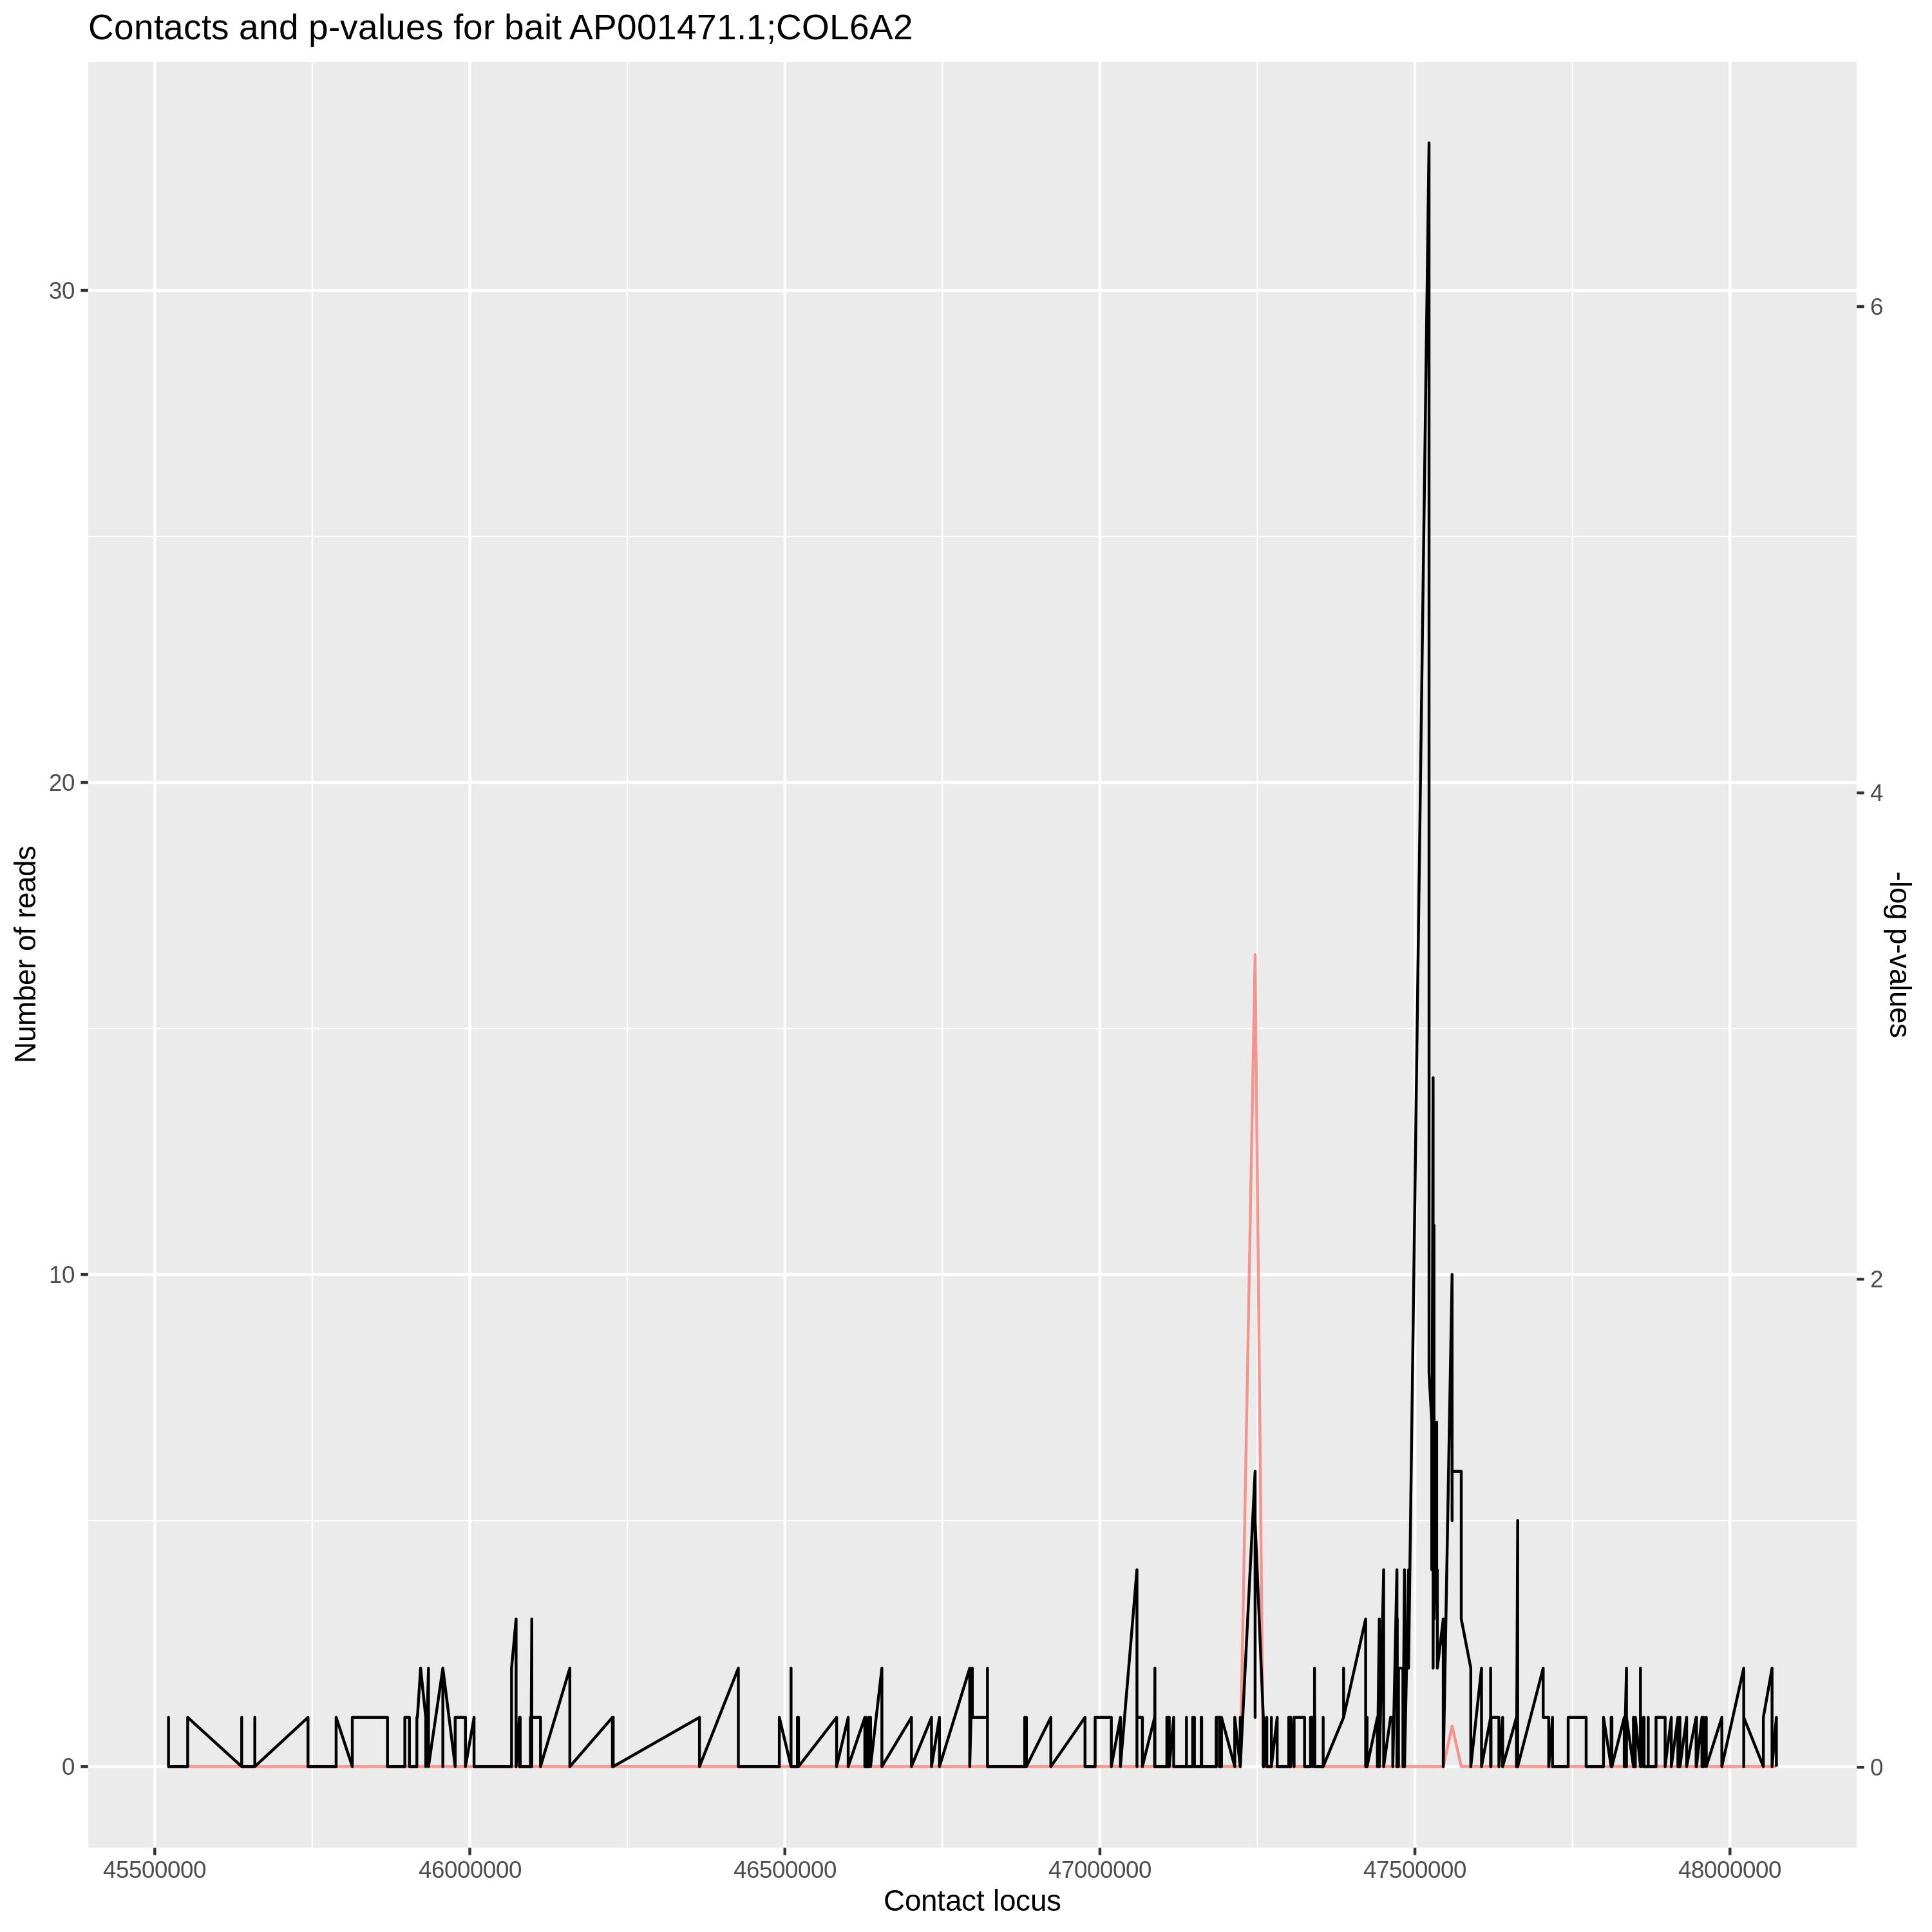 Contacts and p-values for bait AP001471.1;COL6A2
30
20
10
0
Number of reads
6
4
2
0
-log p-values
45500000 46000000 46500000 47000000 47500000 48000000
Contact locus